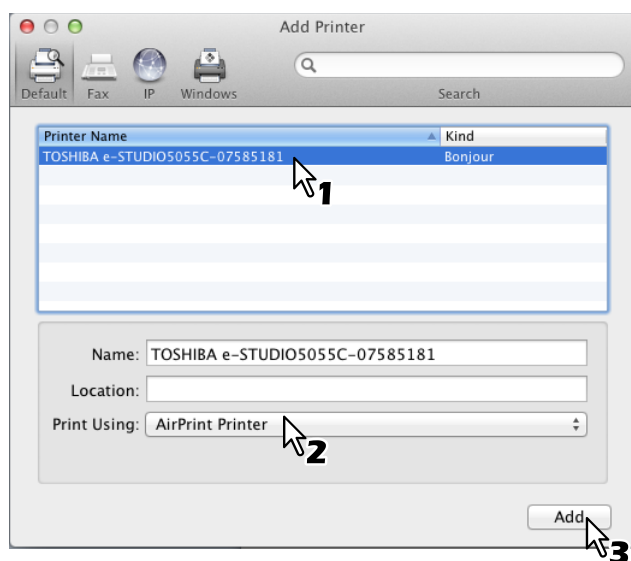 Add Printer
Default Fax IP Windows Search
Printer Name Kind
TOSHIBA e-STUDIO5055C-07585181 Bonjour
1
Name: TOSHIBA e-STUDIO5055C-07585181
Location:
Print Using: AirPrint Printer
2
Add
3